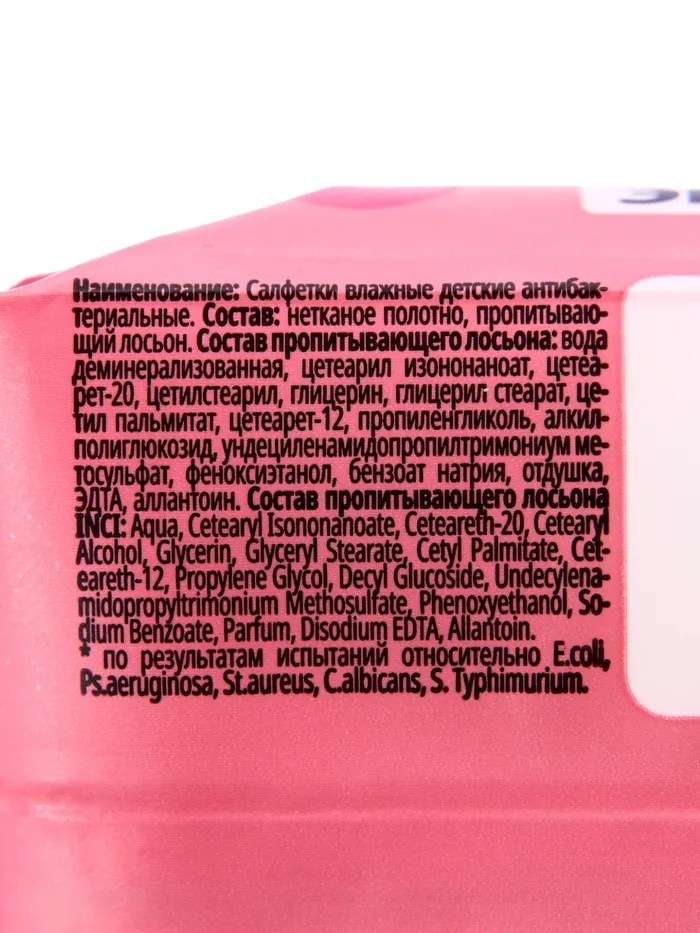 Наименование: Салфетки влажные детские антибак-
териальные. Состав: нетканое полотно, пропитываю-
щий лосьон. Состав пропитывающего лосьона: вода
деминерализованная, цетеарил изононаноат, цетеа-
рет-20, цетилстеарил, глицерин, глицерил стеарат, це-
тил пальмитат, цетеарет-12, пропиленгликоль, алкил-
полиглюкозид, ундециленамидопропилтримониум ме-
тосульфат, феноксиэтанол, бензоат натрия, отдушка,
ЭДТА, аллантоин. Состав пропитывающего лосьона
INCI: Aqua, Cetearyl Isononanoate, Ceteareth-20, Cetearyl
Alcohol, Glycerin, Glyceryl Stearate, Cetyl Palmitate, Cet-
eareth-12, Propylene Glycol, Decyl Glucoside, Undecylena-
midopropyltrimonium Methosulfate, Phenoxyethanol, So-
dium Benzoate, Parfum, Disodium EDTA, Allantoin.
* по результатам испытаний относительно E.coli,
Ps.aeruginosa, St.aureus, C.albicans, S. Typhimurium.